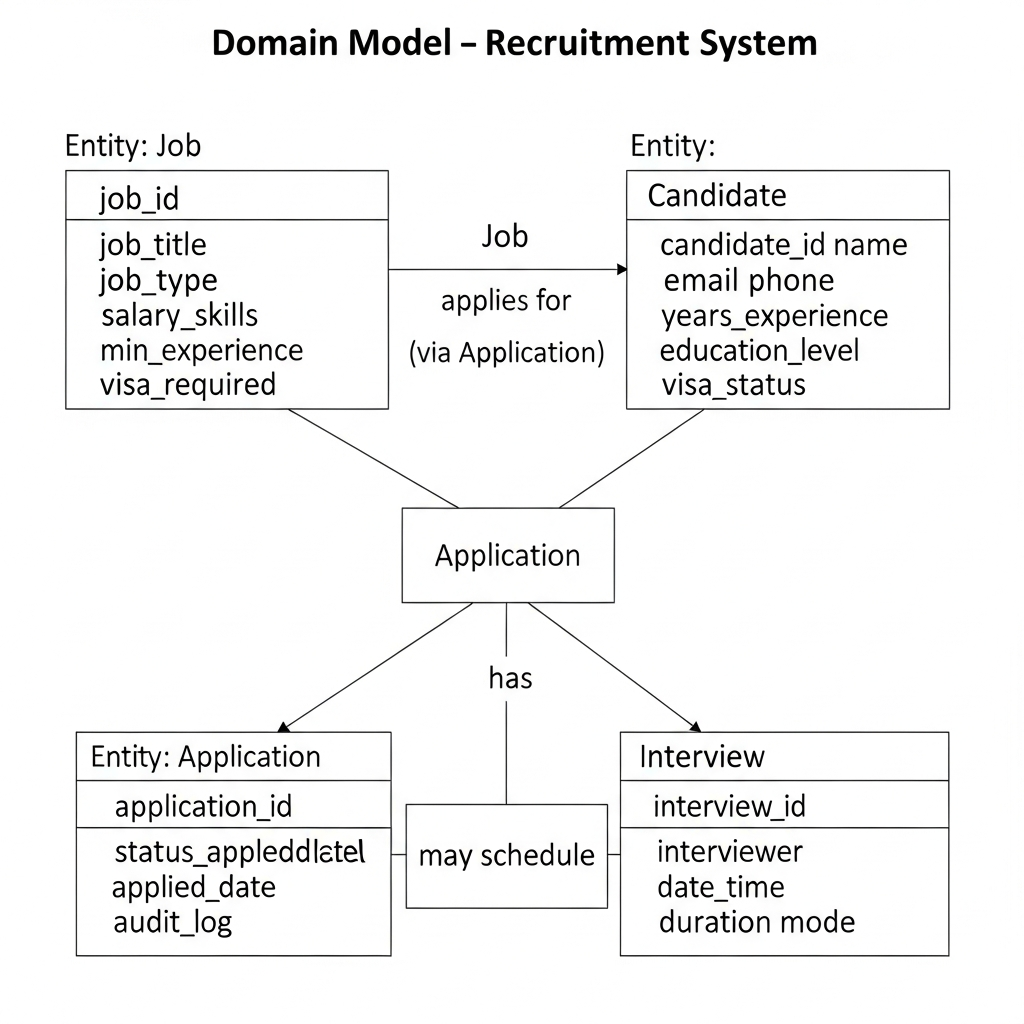 Domain Model – Recruitment System
Entity: Job
job_id
job_title
job_type
salary_skills
min_experience
visa_required
Job
applies for
(via Application)
Entity:
Candidate
candidate_id name
email phone
years_experience
education_level
visa_status
Application
has
Entity: Application
application_id
applied_date
audit_log
may schedule
Interview
interview_id
interviewer
date_time
duration mode